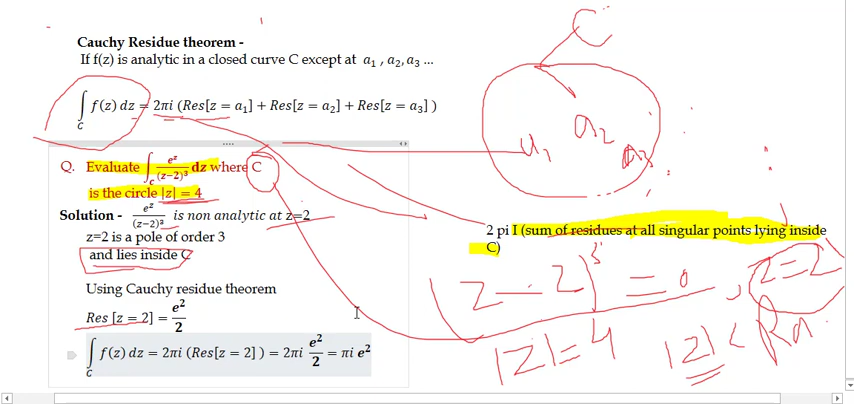 Cauchy Residue theorem -
If f(z) is analytic in a closed curve C except at a₁ , a₂, a₃ ...
∫_C f(z) dz = 2πi (Res[z = a₁] + Res[z = a₂] + Res[z = a₃] )
Q. Evaluate ∫_C e^z/(z−2)³ dz where C
is the circle |z| = 4
Solution - e^z/(z−2)³ is non analytic at z=2
z=2 is a pole of order 3
and lies inside C
Using Cauchy residue theorem
Res [z = 2] = e²/2
∫_C f(z) dz = 2πi (Res[z = 2] ) = 2πi e²/2 = πi e²
C
a₁
a₂
a₃
2 pi I (sum of residues at all singular points lying inside
C)
(z − 2)³ = 0, z = 2
|z| = 4
|z| <